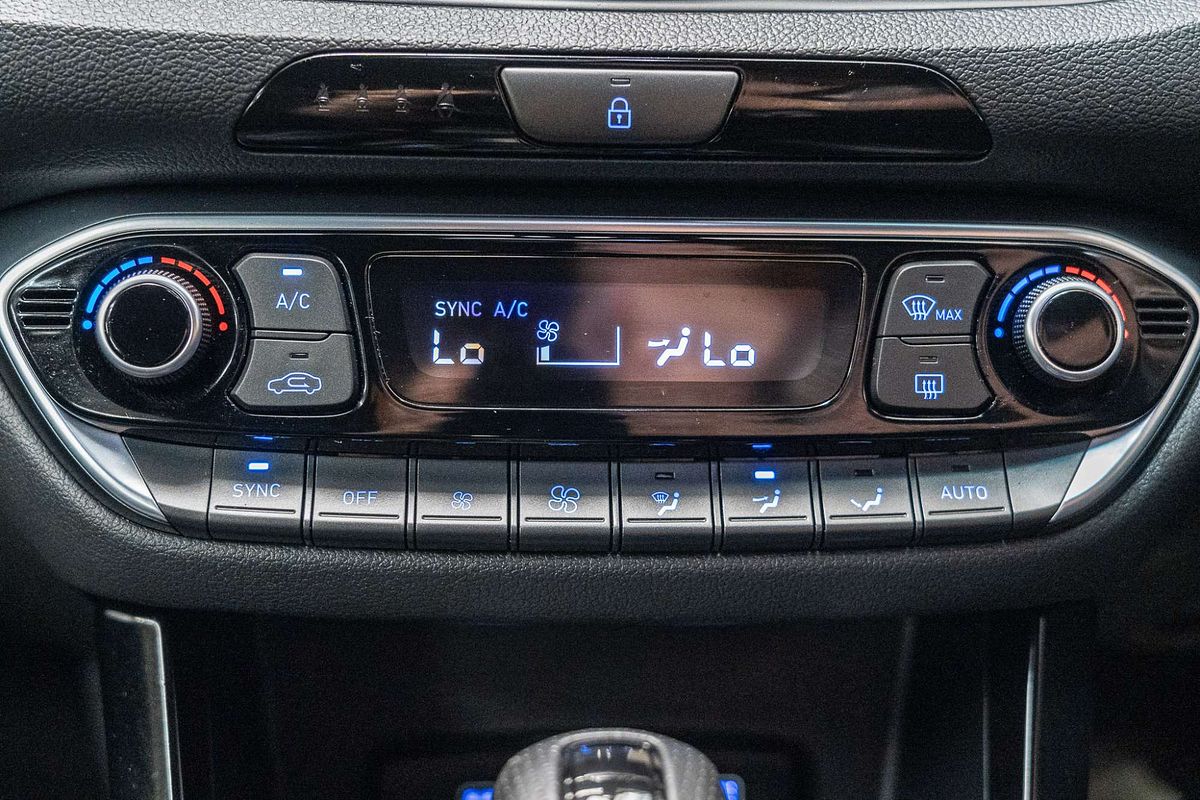 A/C
SYNC A/C
Lo
Lo
MAX
SYNC
OFF
AUTO